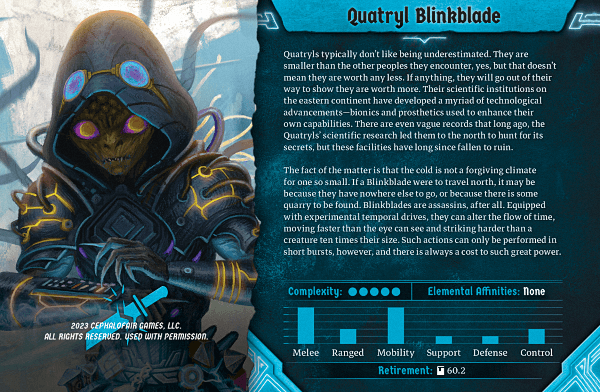 Quatryl Blinkblade
Quatryls typically don't like being underestimated. They are
smaller than the other peoples they encounter, yes, but that doesn't
mean they are worth any less. If anything, they will go out of their
way to show they are worth more. Their scientific institutions on
the eastern continent have developed a myriad of technological
advancements—bionics and prosthetics used to enhance their
own capabilities. There are even vague records that long ago, the
Quatryls' scientific research led them to the north to hunt for its
secrets, but these facilities have long since fallen to ruin.
The fact of the matter is that the cold is not a forgiving climate
for one so small. If a Blinkblade were to travel north, it may be
because they have nowhere else to go, or because there is some
quarry to be found. Blinkblades are assassins, after all. Equipped
with experimental temporal drives, they can alter the flow of time,
moving faster than the eye can see and striking harder than a
creature ten times their size. Such actions can only be performed in
short bursts, however, and there is always a cost to such great power.
Complexity: Elemental Affinities: None
Melee Ranged Mobility Support Defense Control
Retirement: 60.2
2023 CEPHALOFAIR GAMES, LLC.
ALL RIGHTS RESERVED. USED WITH PERMISSION.